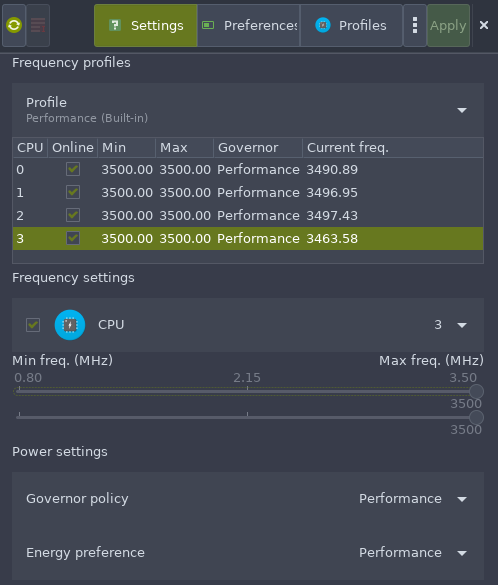 Settings Preferences Profiles Apply
Frequency profiles
Profile
Performance (Built-in)
CPU Online Min Max Governor Current freq.
0 3500.00 3500.00 Performance 3490.89
1 3500.00 3500.00 Performance 3496.95
2 3500.00 3500.00 Performance 3497.43
3 3500.00 3500.00 Performance 3463.58
Frequency settings
CPU 3
Min freq. (MHz) Max freq. (MHz)
0.80 2.15 3.50
3500
3500
Power settings
Governor policy Performance
Energy preference Performance